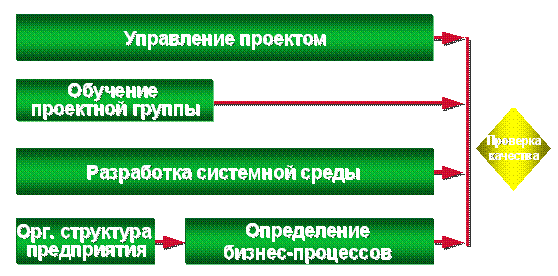 Управление проектом
Обучение
проектной группы
Разработка системной среды
Орг. структура
предприятия
Определение
бизнес-процессов
Проверка
качества